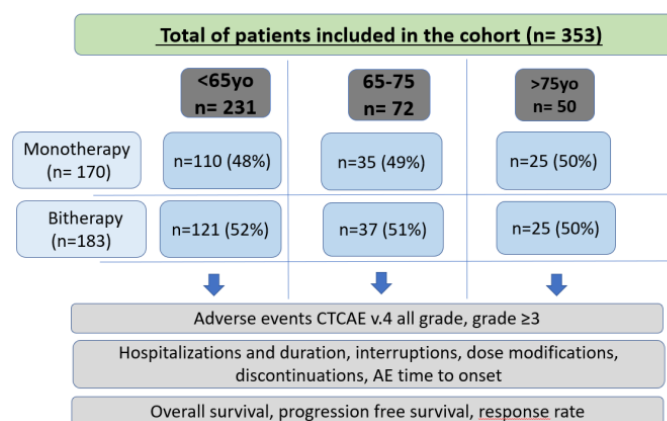 Total of patients included in the cohort (n= 353)
<65yo
n= 231
65-75
n= 72
>75yo
n= 50
Monotherapy
(n= 170)
n=110 (48%)
n=35 (49%)
n=25 (50%)
Bitherapy
(n=183)
n=121 (52%)
n=37 (51%)
n=25 (50%)
Adverse events CTCAE v.4 all grade, grade ≥3
Hospitalizations and duration, interruptions, dose modifications,
discontinuations, AE time to onset
Overall survival, progression free survival, response rate